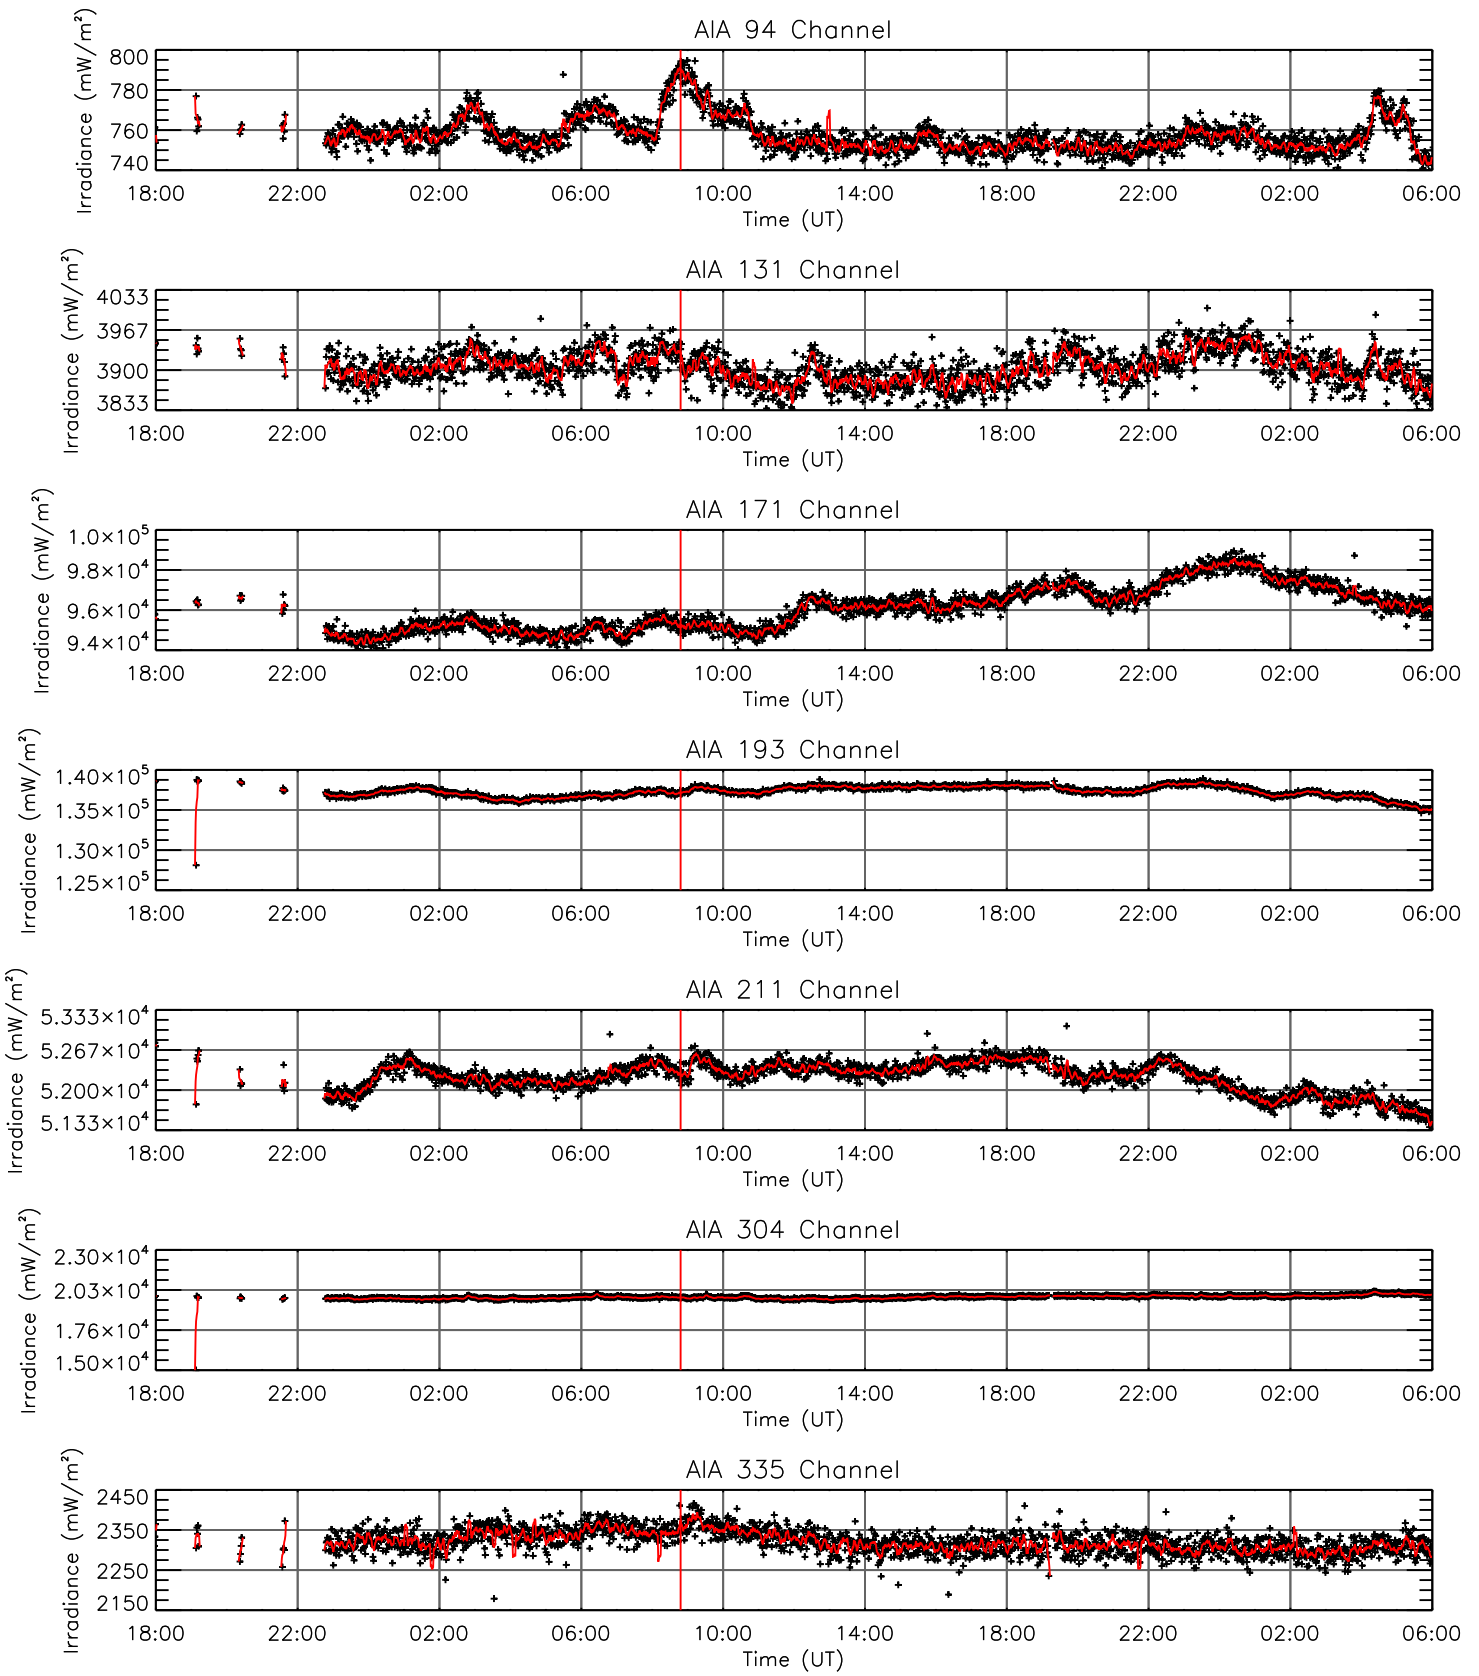 AIA 94 Channel
Irradiance (mW/m²)
800
780
760
740
18:00 22:00 02:00 06:00 10:00 14:00 18:00 22:00 02:00 06:00
Time (UT)
AIA 131 Channel
Irradiance (mW/m²)
4033
3967
3900
3833
18:00 22:00 02:00 06:00 10:00 14:00 18:00 22:00 02:00 06:00
Time (UT)
AIA 171 Channel
Irradiance (mW/m²)
1.0×10⁵
9.8×10⁴
9.6×10⁴
9.4×10⁴
18:00 22:00 02:00 06:00 10:00 14:00 18:00 22:00 02:00 06:00
Time (UT)
AIA 193 Channel
Irradiance (mW/m²)
1.40×10⁵
1.35×10⁵
1.30×10⁵
1.25×10⁵
18:00 22:00 02:00 06:00 10:00 14:00 18:00 22:00 02:00 06:00
Time (UT)
AIA 211 Channel
Irradiance (mW/m²)
5.333×10⁴
5.267×10⁴
5.200×10⁴
5.133×10⁴
18:00 22:00 02:00 06:00 10:00 14:00 18:00 22:00 02:00 06:00
Time (UT)
AIA 304 Channel
Irradiance (mW/m²)
2.30×10⁴
2.03×10⁴
1.76×10⁴
1.50×10⁴
18:00 22:00 02:00 06:00 10:00 14:00 18:00 22:00 02:00 06:00
Time (UT)
AIA 335 Channel
Irradiance (mW/m²)
2450
2350
2250
2150
18:00 22:00 02:00 06:00 10:00 14:00 18:00 22:00 02:00 06:00
Time (UT)